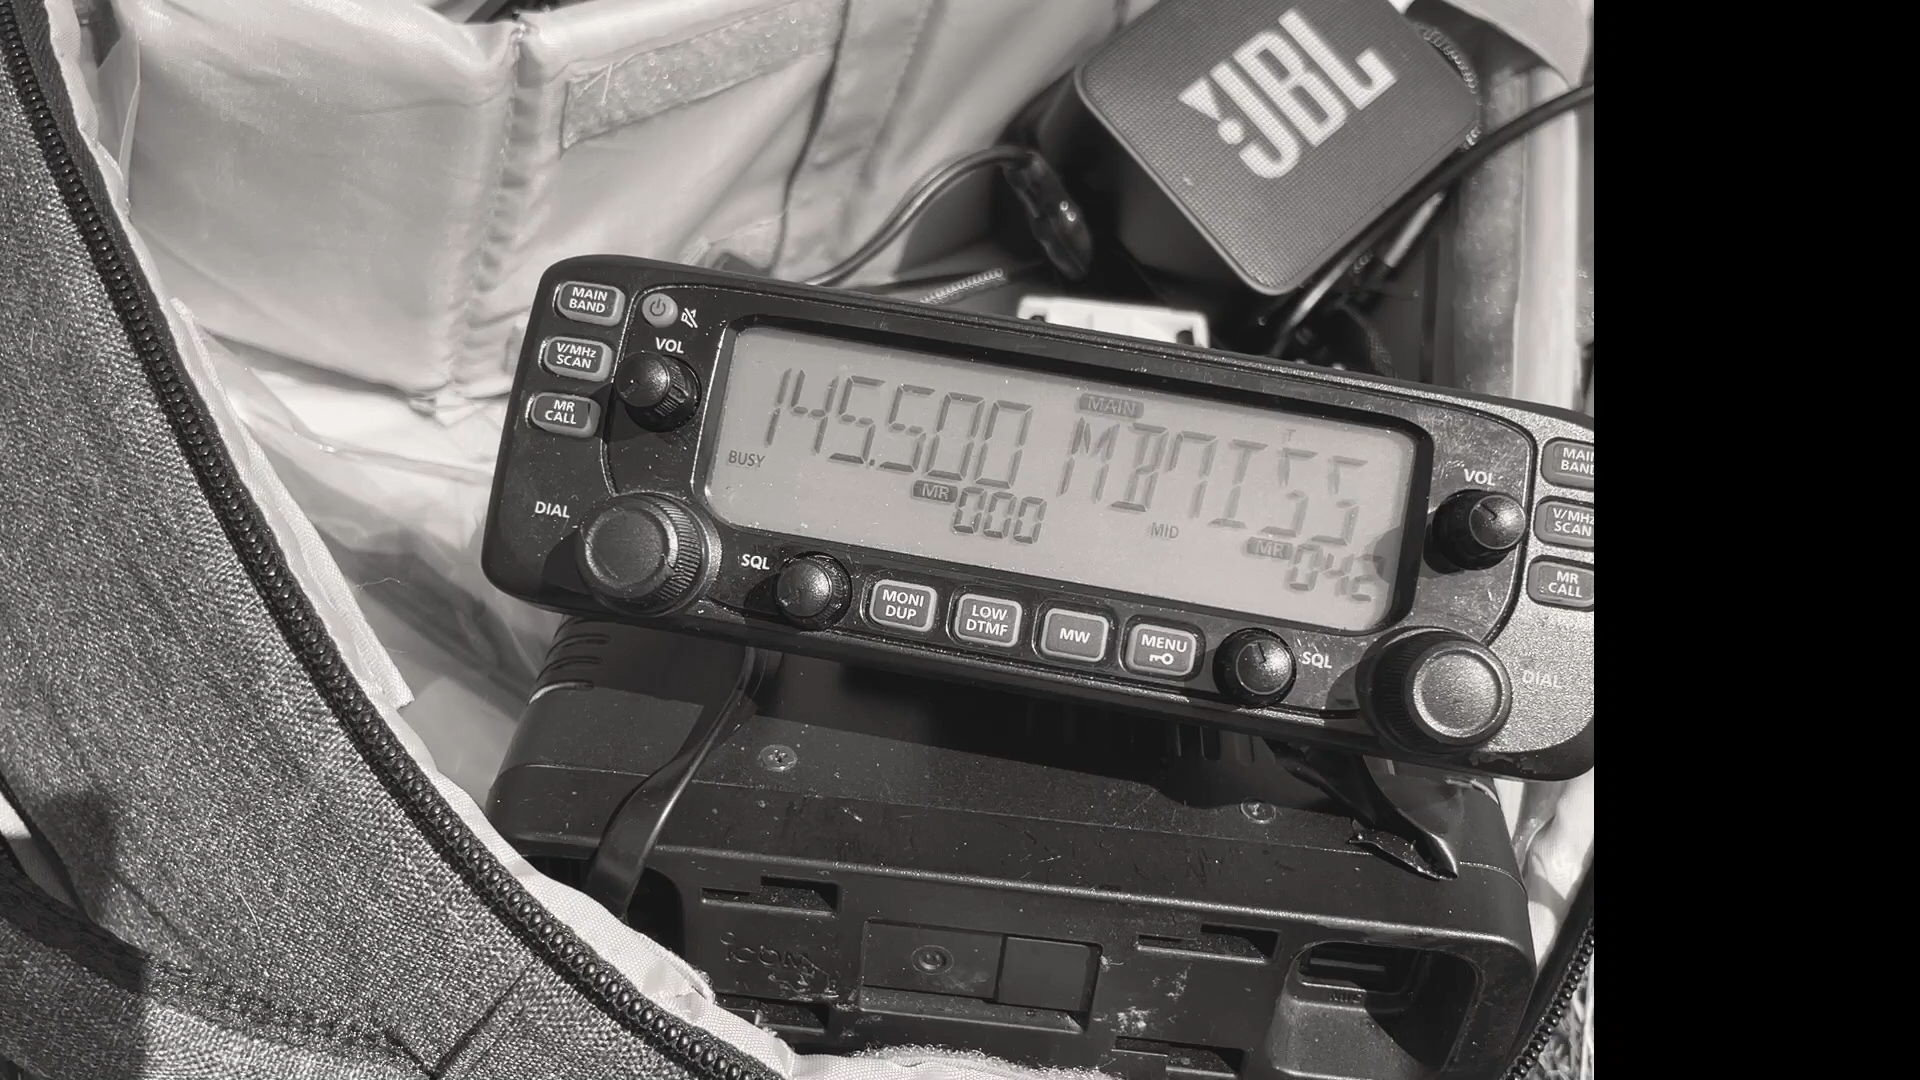 JBL
MAIN
BAND
V/MHz
SCAN
MR
CALL
VOL
DIAL
SQL
145.500
BUSY
MR
000
MAIN
MB7ISS
MID
MR
042
MONI
DUP
LOW
DTMF
MW
MENU
SQL
VOL
DIAL
MAIN
BAND
V/MHz
SCAN
MR
CALL
ICOM